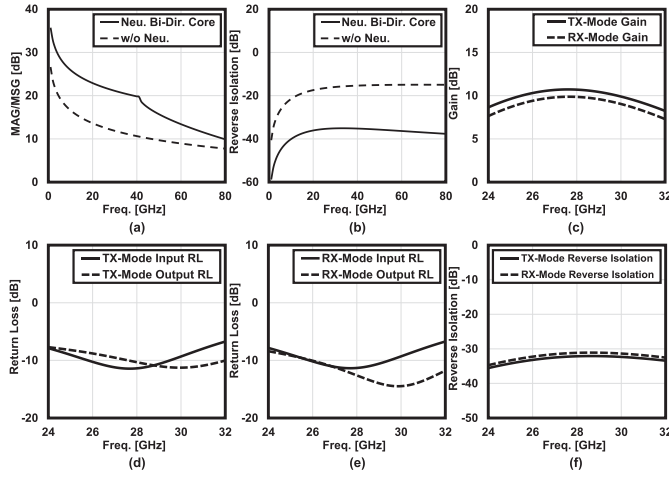 MAG/MSG [dB]
40
30
20
10
0
Neu. Bi-Dir. Core
w/o Neu.
0 20 40 60 80
Freq. [GHz]
(a)
Reverse Isolation [dB]
20
0
-20
-40
-60
Neu. Bi-Dir. Core
w/o Neu.
0 20 40 60 80
Freq. [GHz]
(b)
Gain [dB]
20
15
10
5
0
TX-Mode Gain
RX-Mode Gain
24 26 28 30 32
Freq. [GHz]
(c)
Return Loss [dB]
10
0
-10
-20
TX-Mode Input RL
TX-Mode Output RL
24 26 28 30 32
Freq. [GHz]
(d)
Return Loss [dB]
10
0
-10
-20
RX-Mode Input RL
RX-Mode Output RL
24 26 28 30 32
Freq. [GHz]
(e)
Reverse Isolation [dB]
0
-10
-20
-30
-40
-50
TX-Mode Reverse Isolation
RX-Mode Reverse Isolation
24 26 28 30 32
Freq. [GHz]
(f)